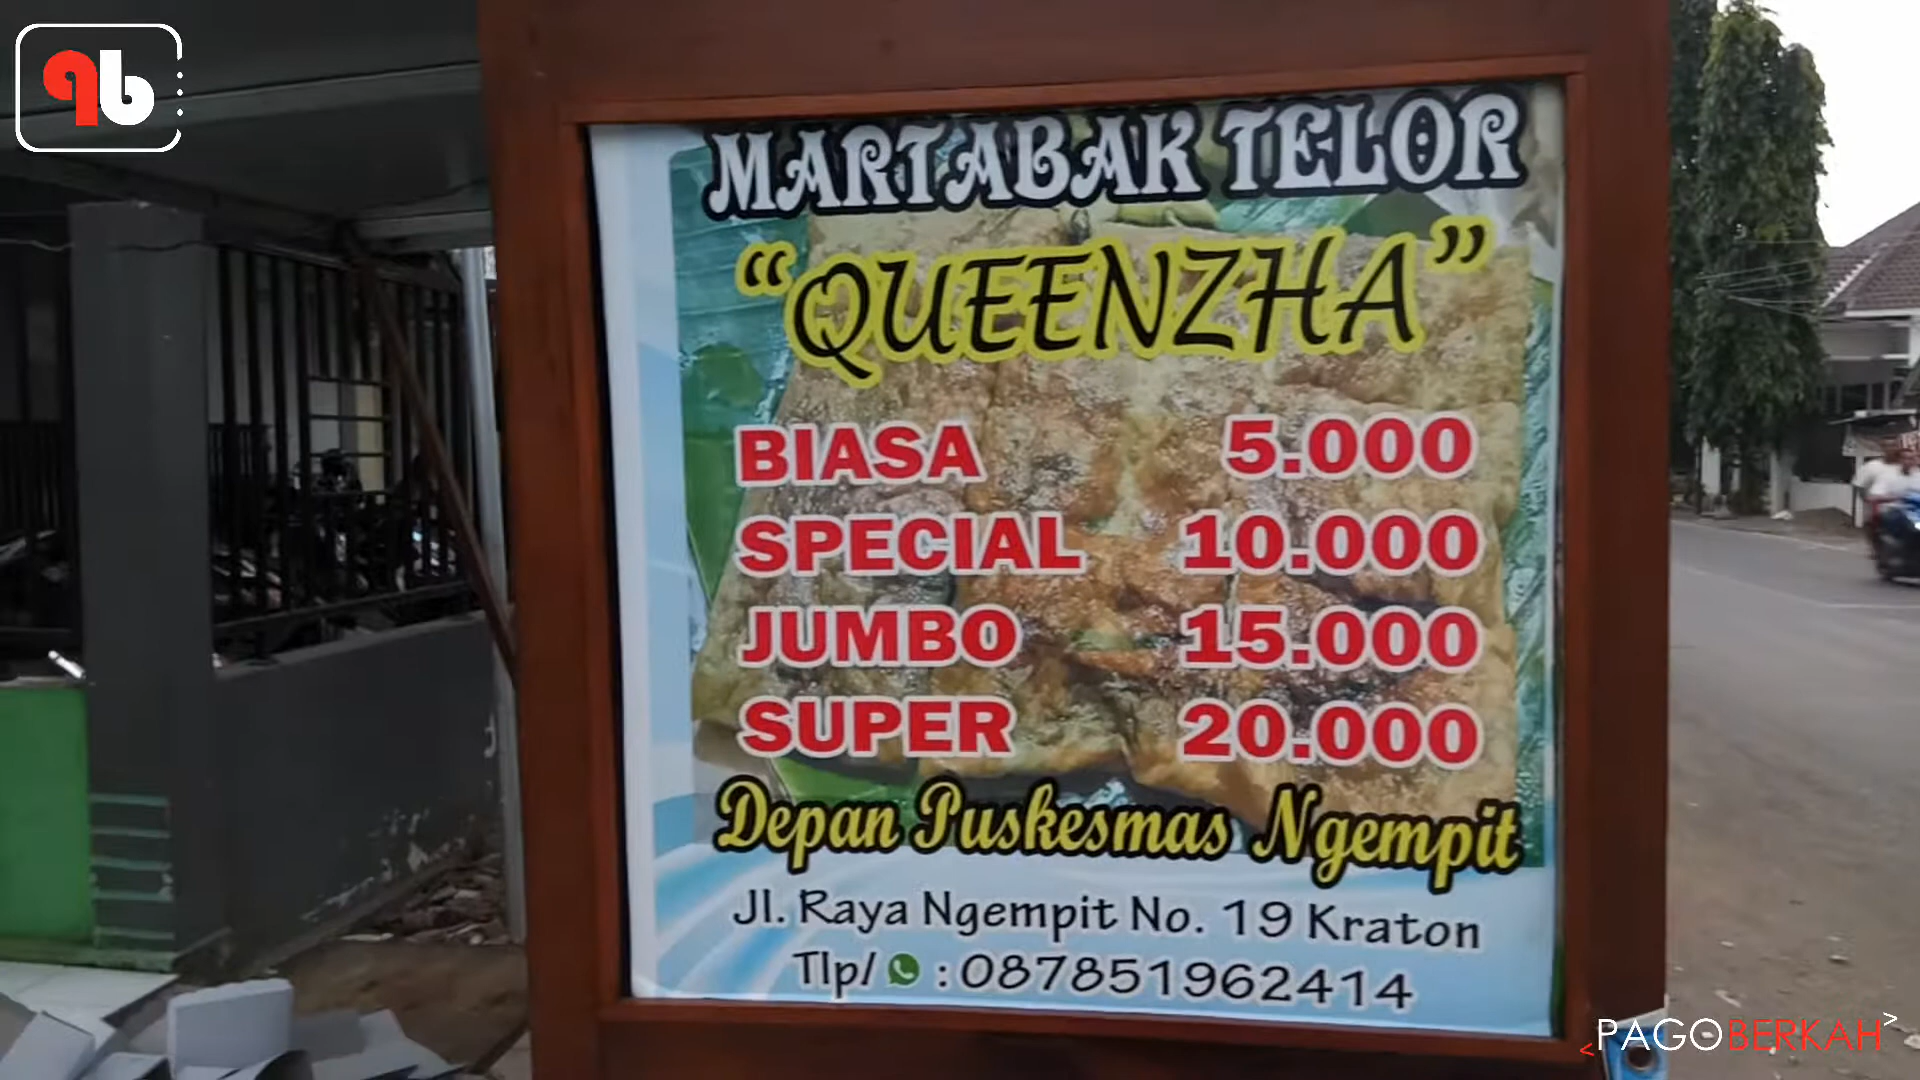 qb
MARTABAK TELOR
“QUEENZHA”
BIASA 5.000
SPECIAL 10.000
JUMBO 15.000
SUPER 20.000
Depan Puskesmas Ngempit
Jl. Raya Ngempit No. 19 Kraton
Tlp/ : 087851962414
<PAGOBERKAH>